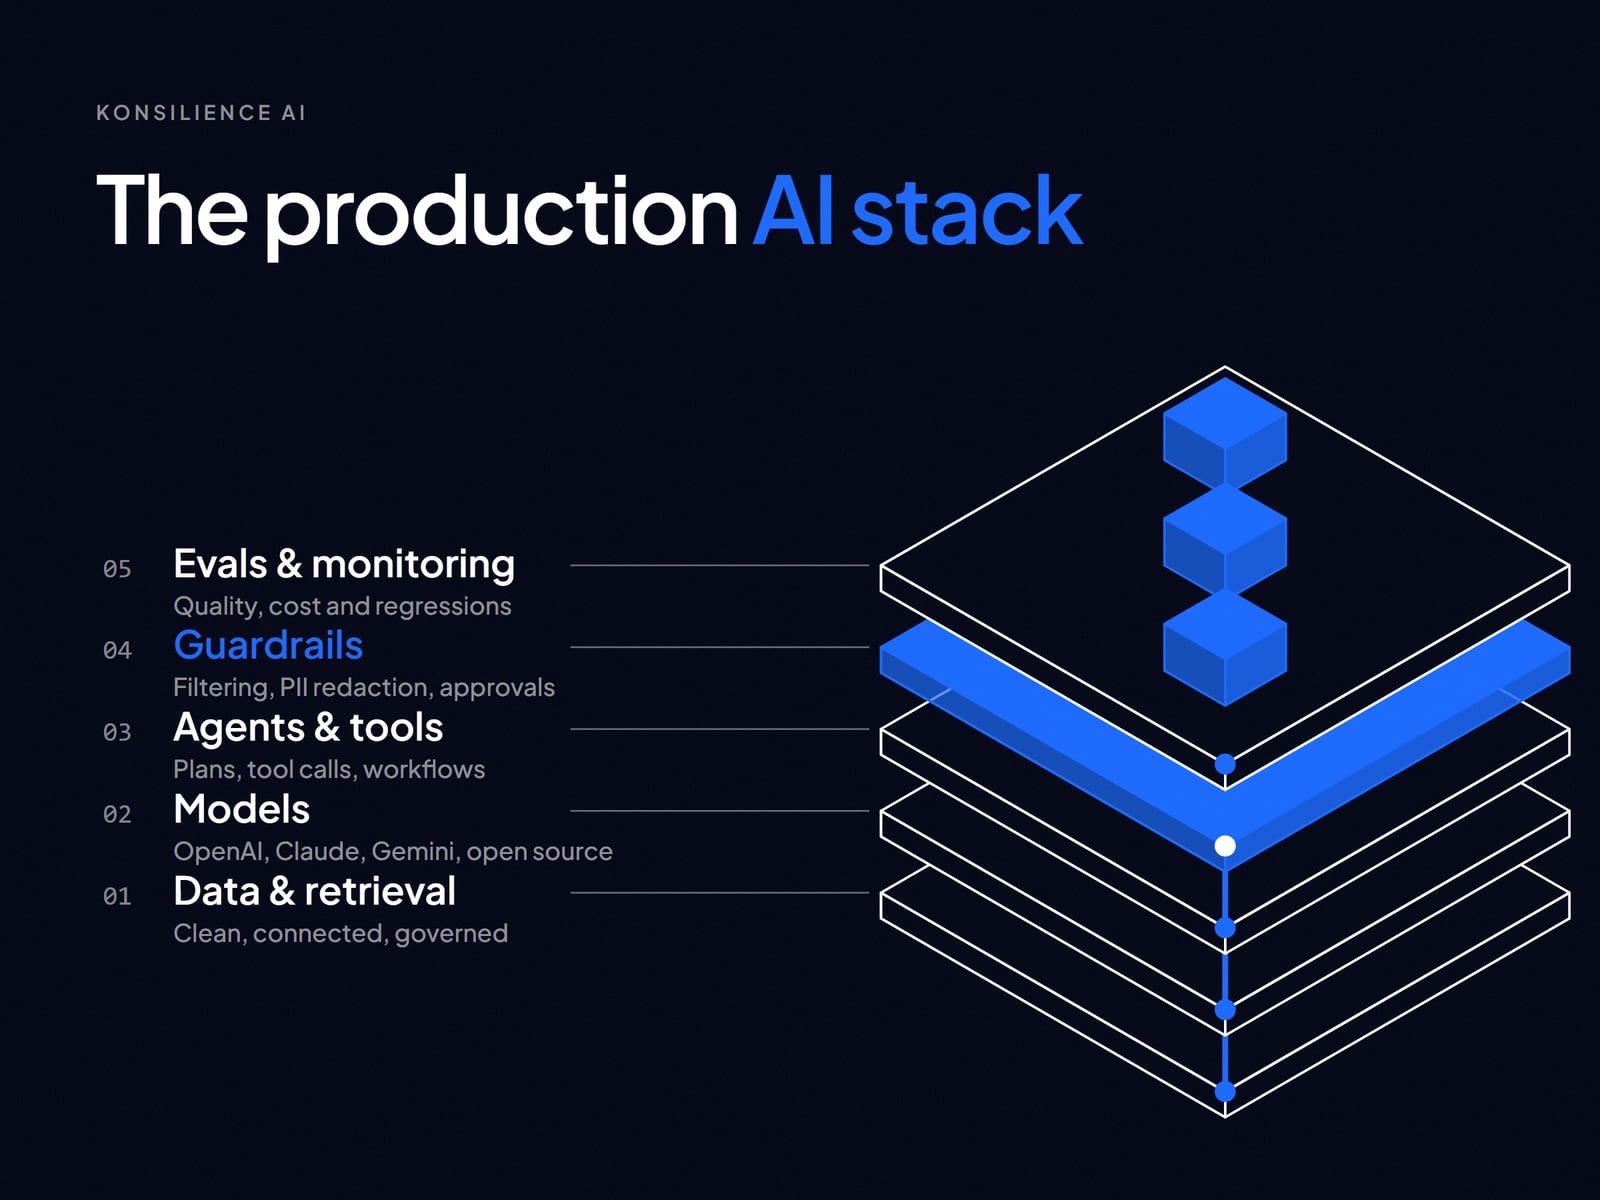 KONSILIENCE AI
The production AI stack
05 Evals & monitoring
Quality, cost and regressions
04 Guardrails
Filtering, PII redaction, approvals
03 Agents & tools
Plans, tool calls, workflows
02 Models
OpenAI, Claude, Gemini, open source
01 Data & retrieval
Clean, connected, governed